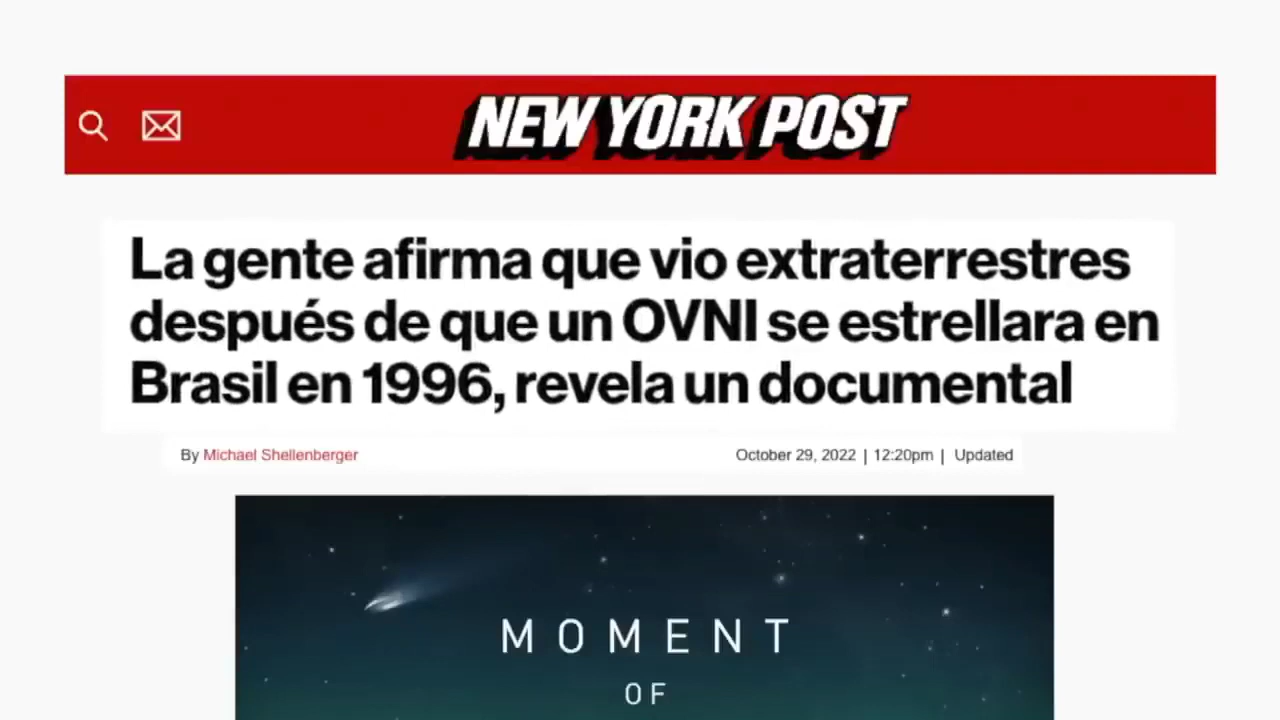 NEW YORK POST
La gente afirma que vio extraterrestres
después de que un OVNI se estrellara en
Brasil en 1996, revela un documental
By Michael Shellenberger October 29, 2022 | 12:20pm | Updated
MOMENT
OF